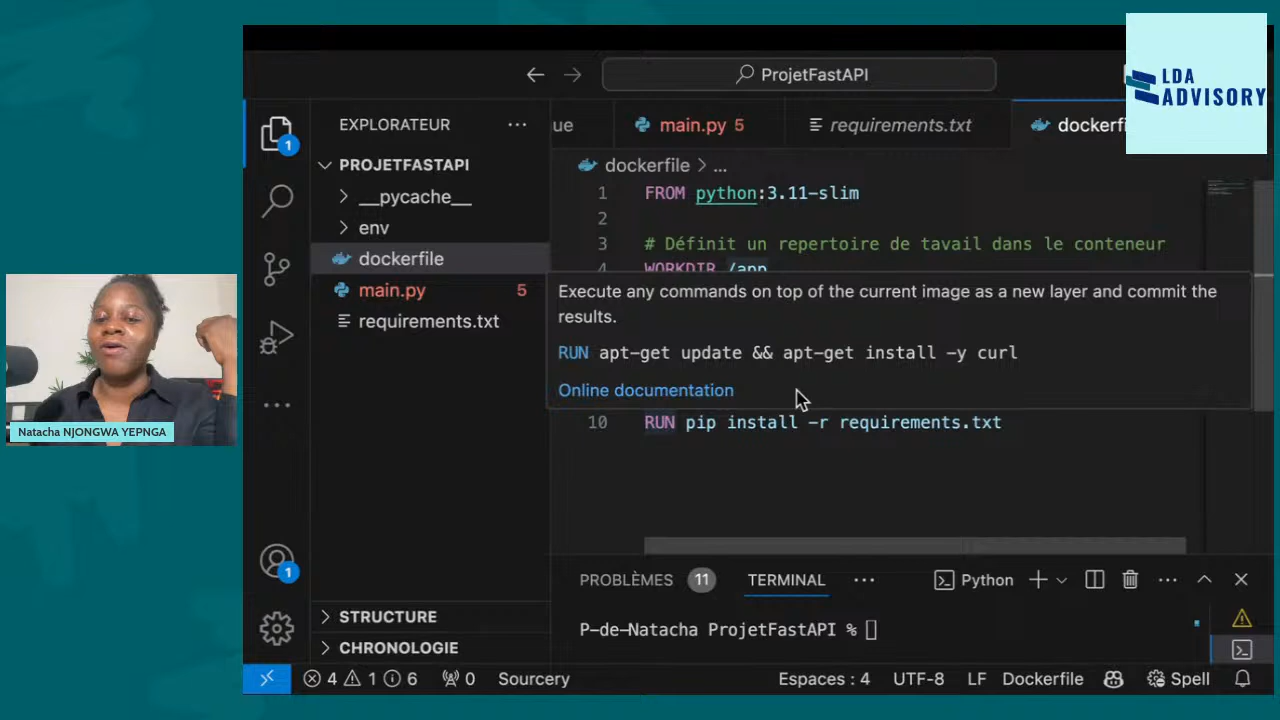 LDA
ADVISORY
ProjetFastAPI
EXPLORATEUR
ue
main.py 5
requirements.txt
dockerf
PROJETFASTAPI
__pycache__
env
dockerfile
main.py 5
requirements.txt
dockerfile > ...
1 FROM python:3.11-slim
2
3 # Définit un repertoire de tavail dans le conteneur
4 WORKDIR /app
Execute any commands on top of the current image as a new layer and commit the
results.
RUN apt-get update && apt-get install -y curl
Online documentation
10 RUN pip install -r requirements.txt
1
Natacha NJONGWA YEPNGA
1
PROBLÈMES 11
TERMINAL
Python
P-de-Natacha ProjetFastAPI %
STRUCTURE
CHRONOLOGIE
4 1 6 0 Sourcery Espaces : 4 UTF-8 LF Dockerfile Spell